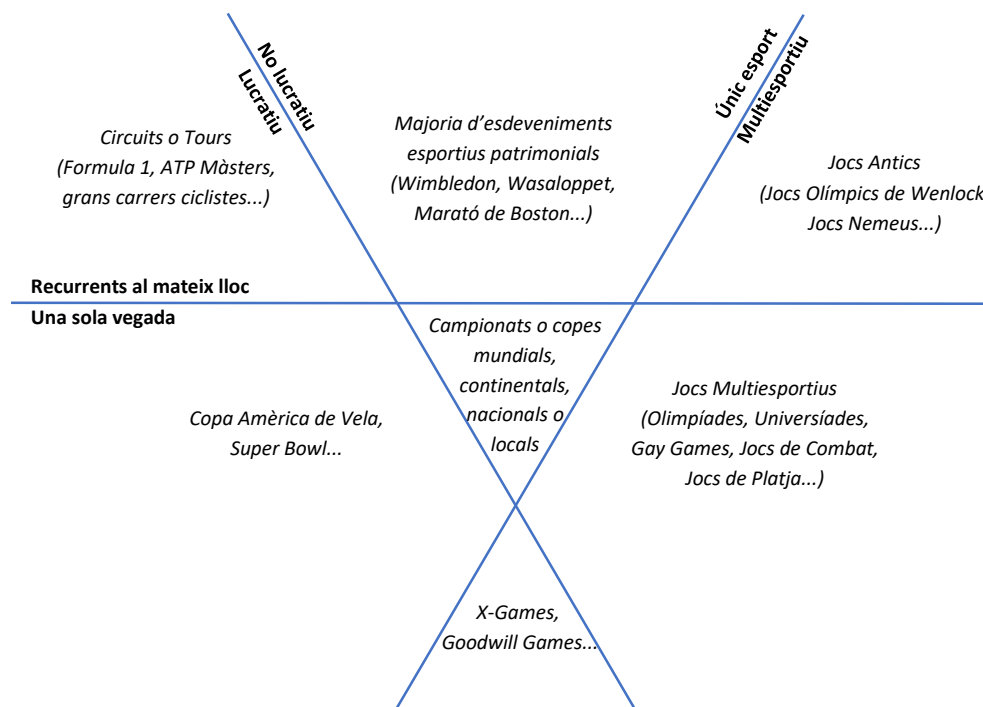 No lucratiu
Lucratiu
Únic esport
Multiesportiu
Circuits o Tours
(Formula 1, ATP Màsters,
grans carrers ciclistes...)
Majoria d'esdeveniments
esportius patrimonials
(Wimbledon, Wasaloppet,
Marató de Boston...)
Jocs Antics
(Jocs Olímpics de Wenlock
Jocs Nemeus...)
Recurrents al mateix lloc
Una sola vegada
Campionats o copes
mundials,
continentals,
nacionals o
locals
Copa Amèrica de Vela,
Super Bowl...
Jocs Multiesportius
(Olimpíades, Universíades,
Gay Games, Jocs de Combat,
Jocs de Platja...)
X-Games,
Goodwill Games...